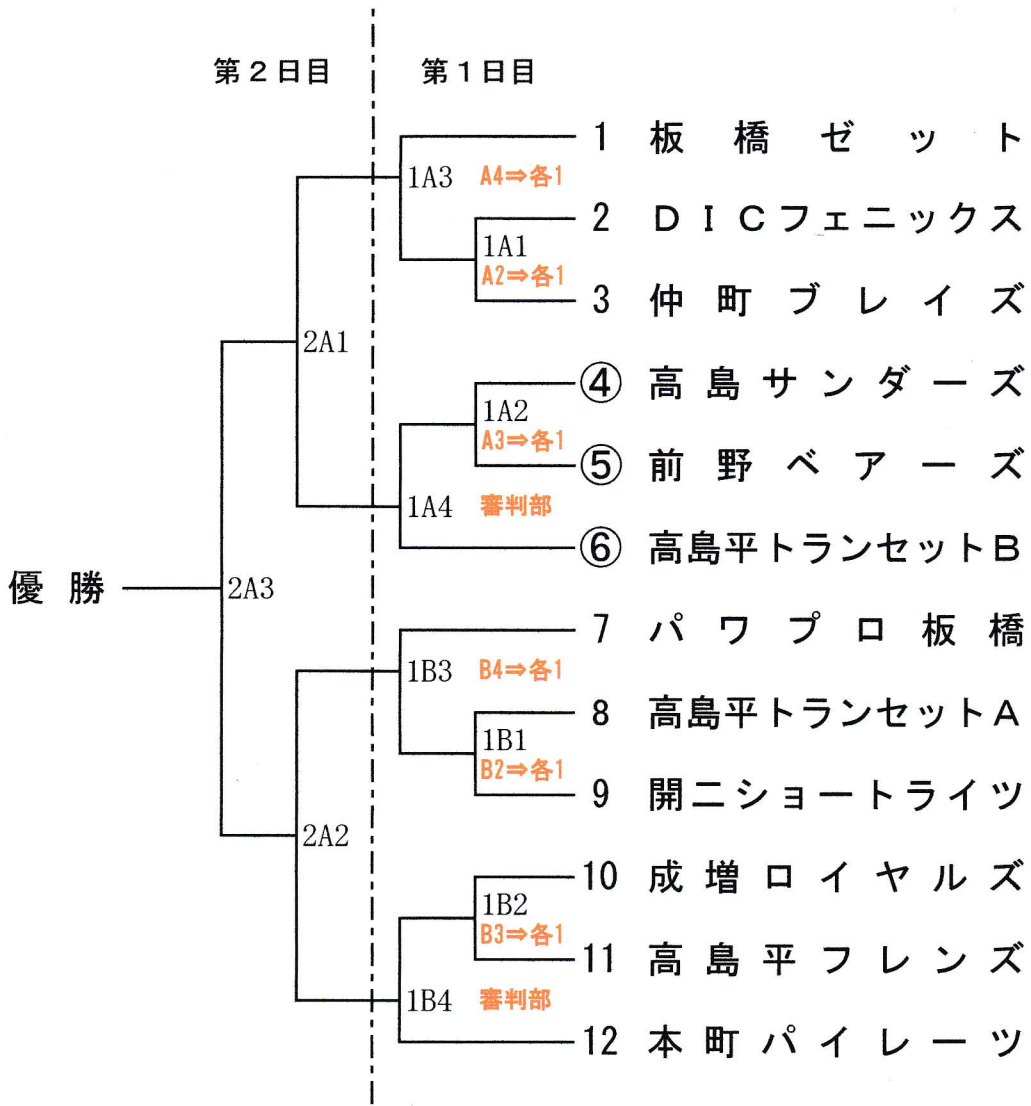 第２日目 第１日目
1 板橋ゼット
1A3 A4⇒各1
2 ＤＩＣフェニックス
1A1
A2⇒各1
3 仲町ブレイズ
2A1
④ 高島サンダーズ
1A2
A3⇒各1
⑤ 前野ベアーズ
1A4 審判部
⑥ 高島平トランセットＢ
優勝 2A3
7 パワプロ板橋
1B3 B4⇒各1
8 高島平トランセットＡ
1B1
B2⇒各1
9 開二ショートライツ
2A2
10 成増ロイヤルズ
1B2
B3⇒各1
11 高島平フレンズ
1B4 審判部
12 本町パイレーツ